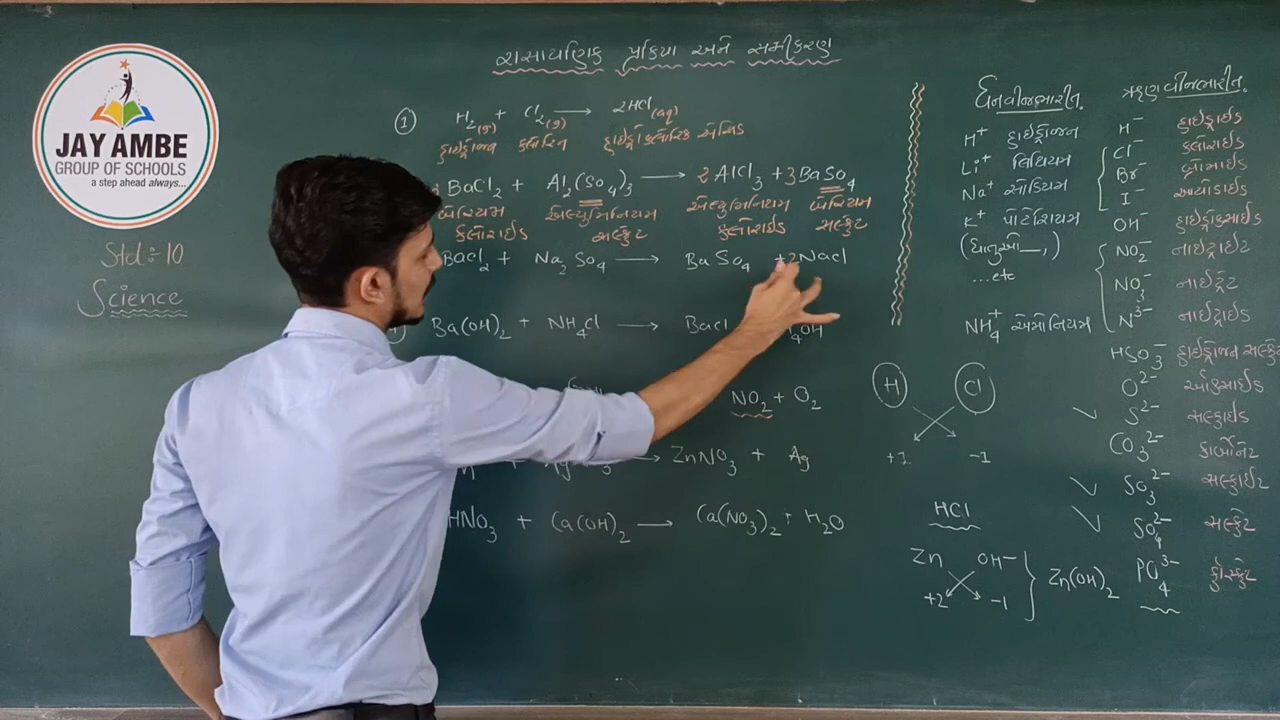 JAY AMBE
GROUP OF SCHOOLS
a step ahead always...
Std ÷ 10
Science
રાસાયણિક પ્રક્રિયા અને સમીકરણ
① H₂(g) + Cl₂(g) ⟶ 2HCl(aq)
હાઈડ્રોજન ક્લોરિન હાઈડ્રોક્લોરિક એસિડ
BaCl₂ + Al₂(SO₄)₃ ⟶ 2AlCl₃ + 3BaSO₄
બેરિયમ એલ્યુમિનિયમ એલ્યુમિનિયમ બેરિયમ
ક્લોરાઈડ સલ્ફેટ ક્લોરાઈડ સલ્ફેટ
BaCl₂ + Na₂SO₄ ⟶ BaSO₄ + 2NaCl
Ba(OH)₂ + NH₄Cl ⟶ BaCl ₄OH
NO₂ + O₂
+ Ag ₃ ⟶ ZnNO₃ + Ag
HNO₃ + Ca(OH)₂ ⟶ Ca(NO₃)₂ + H₂O
ધનવીજભારીત.
H⁺ હાઈડ્રોજન
Li⁺ લિથિયમ
Na⁺ સોડિયમ
K⁺ પોટેશિયમ
(ધાતુઓ—,)
...etc
NH₄⁺ એમોનિયમ
ઋણવીજભારીત.
H⁻ હાઈડ્રાઈડ
Cl⁻ ક્લોરાઈડ
Br⁻ બ્રોમાઈડ
I⁻ આયોડાઈડ
OH⁻ હાઈડ્રોક્સાઈડ
NO₂⁻ નાઈટ્રાઈટ
NO₃⁻ નાઈટ્રેટ
N³⁻ નાઈટ્રાઈડ
HSO₃⁻ હાઈડ્રોજન સલ્ફેટ
O²⁻ ઓક્સાઈડ
S²⁻ સલ્ફાઈડ
CO₃²⁻ કાર્બોનેટ
SO₃²⁻ સલ્ફાઈટ
SO₄²⁻ સલ્ફેટ
PO₄³⁻ ફોસ્ફેટ
H Cl
+1 -1
HCl
Zn OH⁻
+2 -1
Zn(OH)₂